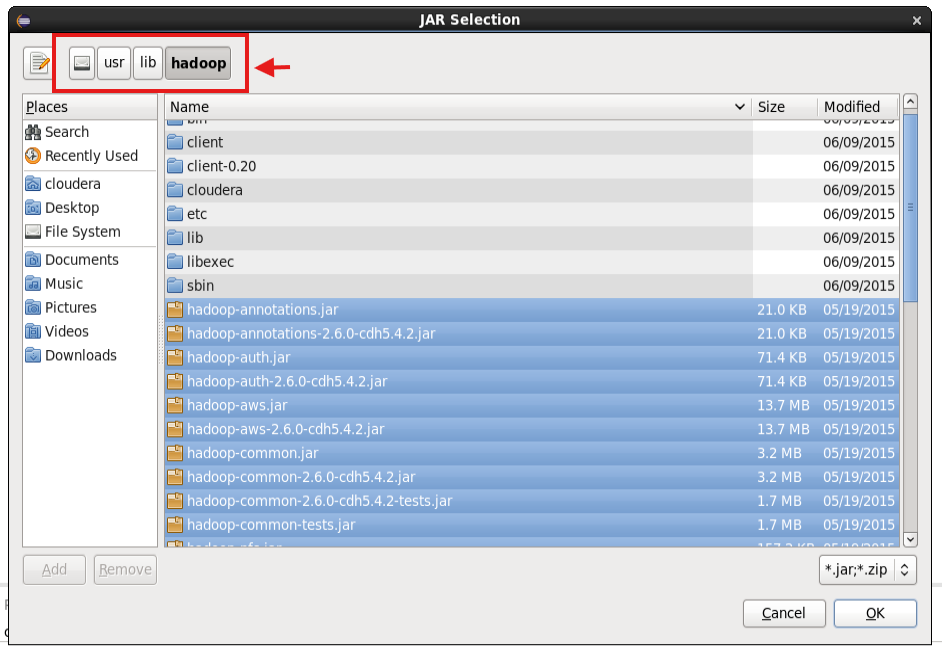 JAR Selection
usr lib hadoop
Places
Search
Recently Used
cloudera
Desktop
File System
Documents
Music
Pictures
Videos
Downloads
Name Size Modified
bin 06/09/2015
client 06/09/2015
client-0.20 06/09/2015
cloudera 06/09/2015
etc 06/09/2015
lib 06/09/2015
libexec 06/09/2015
sbin 06/09/2015
hadoop-annotations.jar 21.0 KB 05/19/2015
hadoop-annotations-2.6.0-cdh5.4.2.jar 21.0 KB 05/19/2015
hadoop-auth.jar 71.4 KB 05/19/2015
hadoop-auth-2.6.0-cdh5.4.2.jar 71.4 KB 05/19/2015
hadoop-aws.jar 13.7 MB 05/19/2015
hadoop-aws-2.6.0-cdh5.4.2.jar 13.7 MB 05/19/2015
hadoop-common.jar 3.2 MB 05/19/2015
hadoop-common-2.6.0-cdh5.4.2.jar 3.2 MB 05/19/2015
hadoop-common-2.6.0-cdh5.4.2-tests.jar 1.7 MB 05/19/2015
hadoop-common-tests.jar 1.7 MB 05/19/2015
Add Remove *.jar;*.zip
Cancel OK